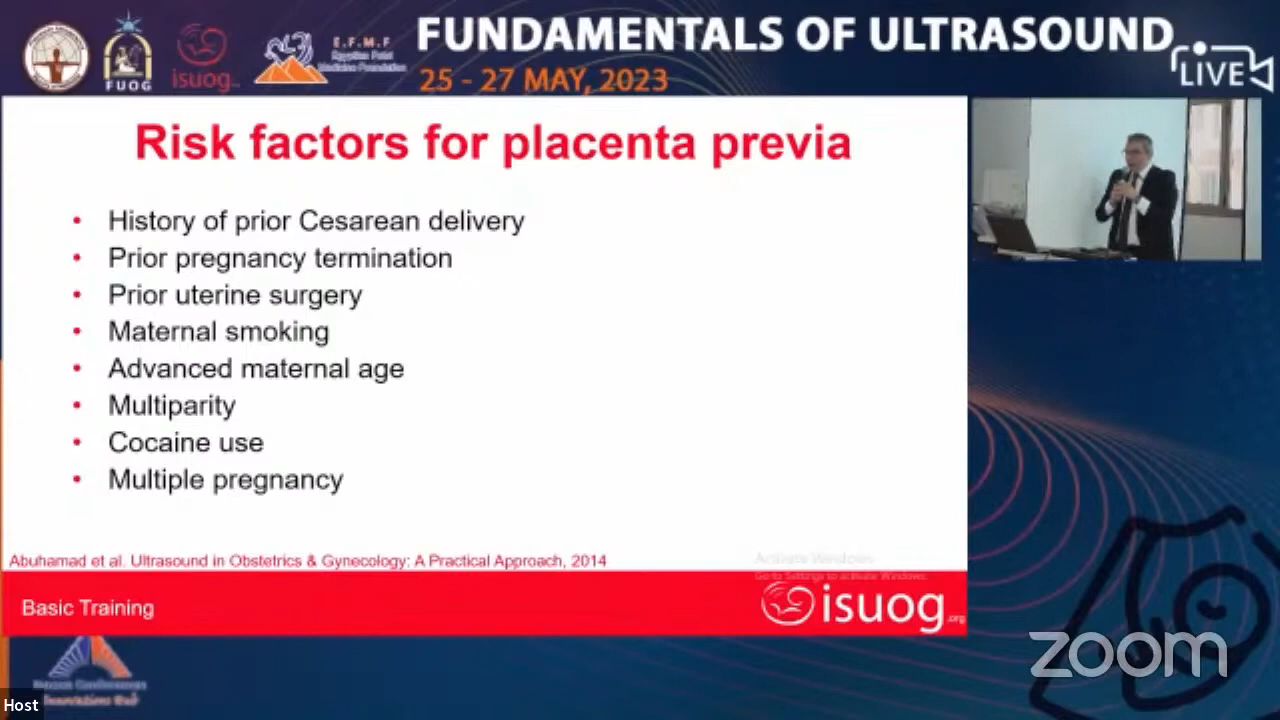 FUNDAMENTALS OF ULTRASOUND
25 - 27 MAY, 2023
LIVE
FUOG
isuog
E.F.M.F
Risk factors for placenta previa
• History of prior Cesarean delivery
• Prior pregnancy termination
• Prior uterine surgery
• Maternal smoking
• Advanced maternal age
• Multiparity
• Cocaine use
• Multiple pregnancy
Abuhamad et al. Ultrasound in Obstetrics & Gynecology: A Practical Approach, 2014
Activate Windows
Go to Settings to activate Windows.
Basic Training
isuog.org
zoom
Host